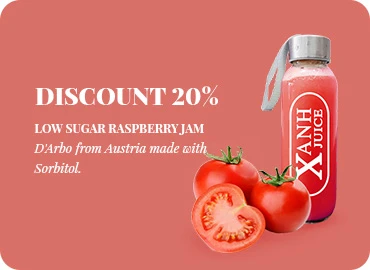 DISCOUNT 20%
LOW SUGAR RASPBERRY JAM
D'Arbo from Austria made with
Sorbitol.
XANH
JUICE